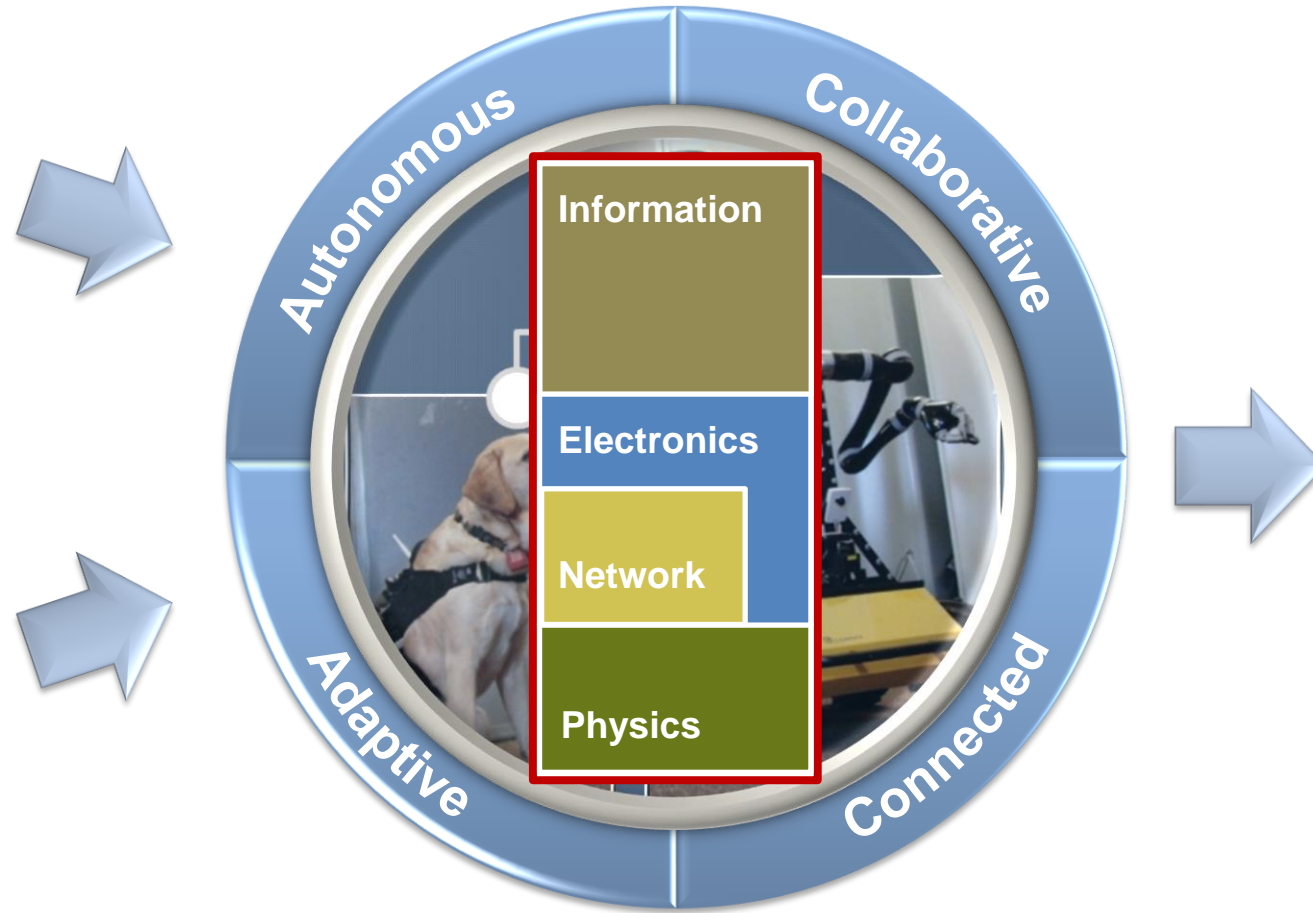 Autonomous
Collaborative
Information
Electronics
Network
Physics
Adaptive
Connected